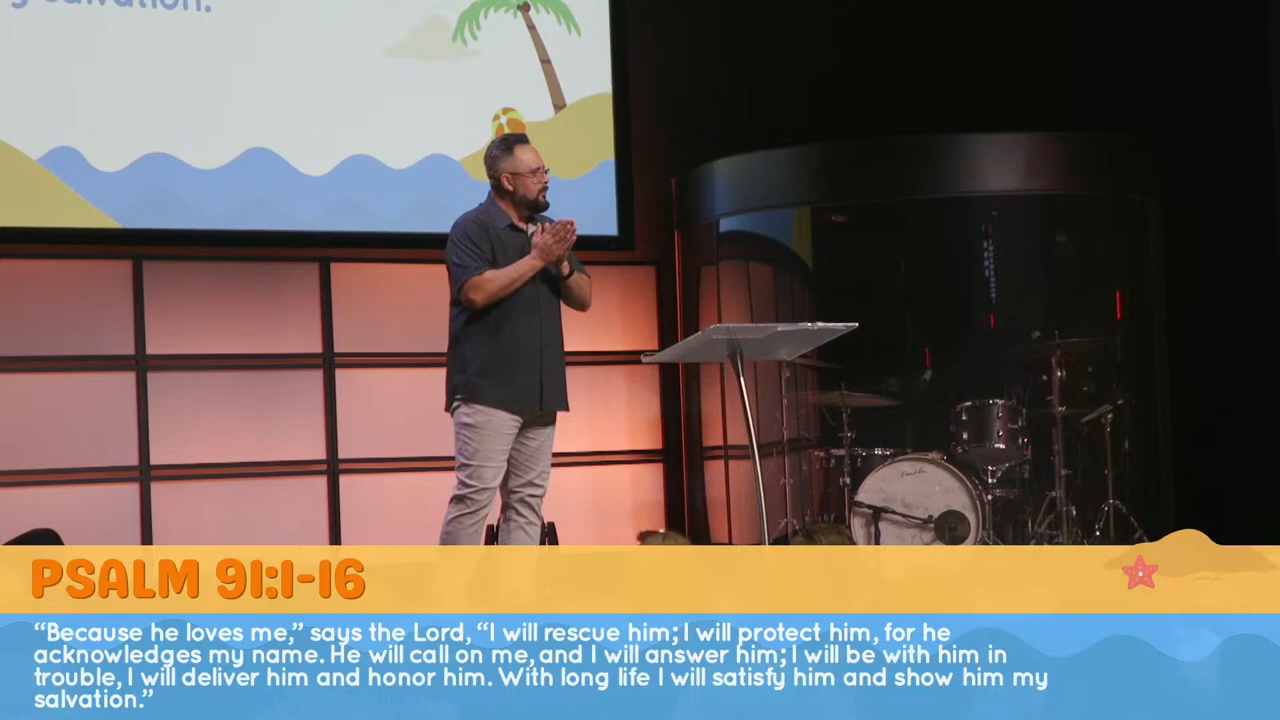 salvation.
PSALM 91:1-16
“Because he loves me,” says the Lord, “I will rescue him; I will protect him, for he
acknowledges my name. He will call on me, and I will answer him; I will be with him in
trouble, I will deliver him and honor him. With long life I will satisfy him and show him my
salvation.”